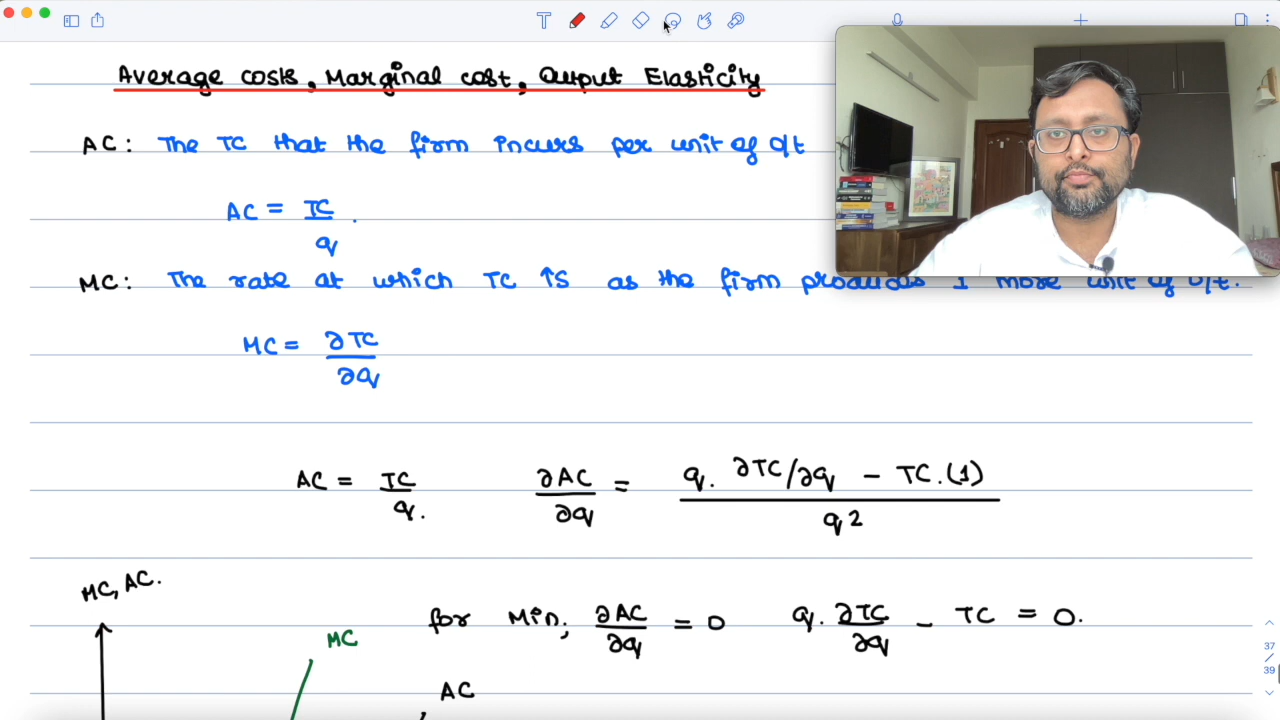 Average costs, Marginal cost, Output Elasticity
AC: The TC that the firm incurs per unit of o/t
AC = TC/q.
MC: The rate at which TC ↑s as the firm produces 1 more unit of o/t.
MC = ∂TC/∂q
AC = TC/q. ∂AC/∂q = q. ∂TC/∂q - TC.(1) / q2
MC, AC.
for Min; ∂AC/∂q = 0 q. ∂TC/∂q - TC = 0.
MC
AC
37
/
39